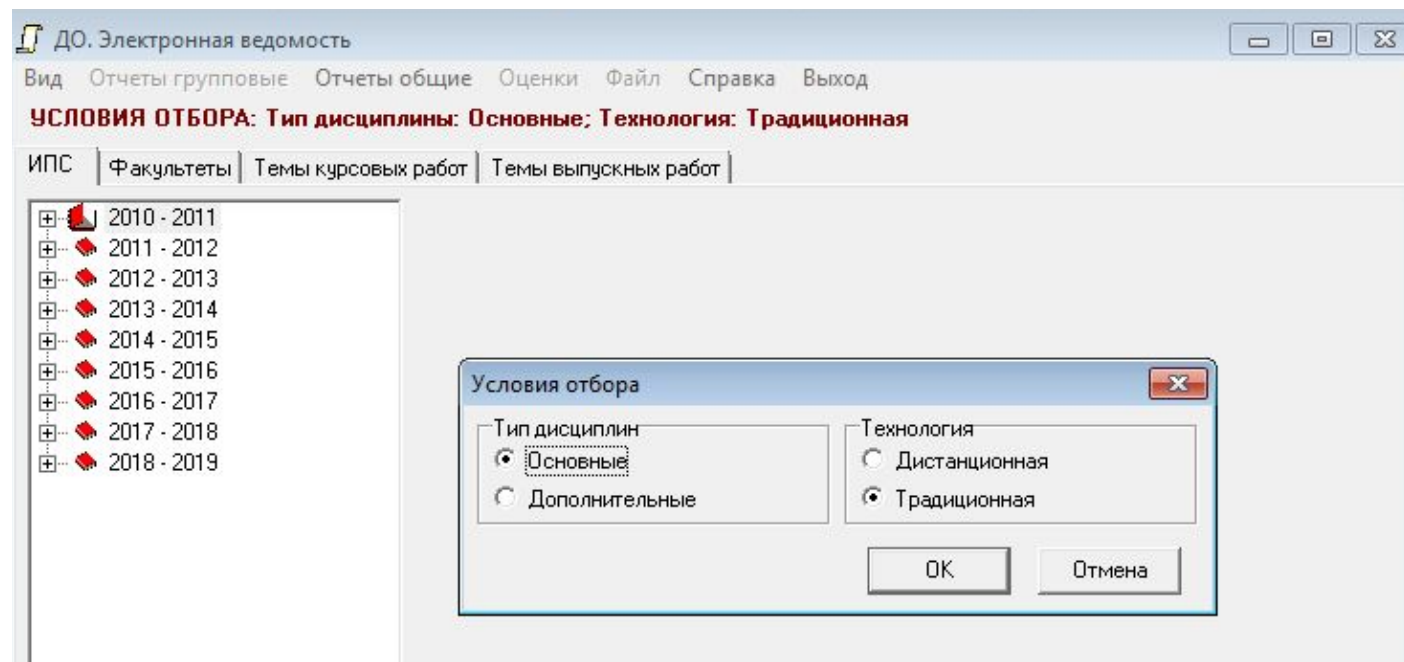 ДО. Электронная ведомость
Вид Отчеты групповые Отчеты общие Оценки Файл Справка Выход
УСЛОВИЯ ОТБОРА: Тип дисциплины: Основные; Технология: Традиционная
ИПС Факультеты Темы курсовых работ Темы выпускных работ
2010 - 2011
2011 - 2012
2012 - 2013
2013 - 2014
2014 - 2015
2015 - 2016
2016 - 2017
2017 - 2018
2018 - 2019
Условия отбора
Тип дисциплин
Основные
Дополнительные
Технология
Дистанционная
Традиционная
OK Отмена